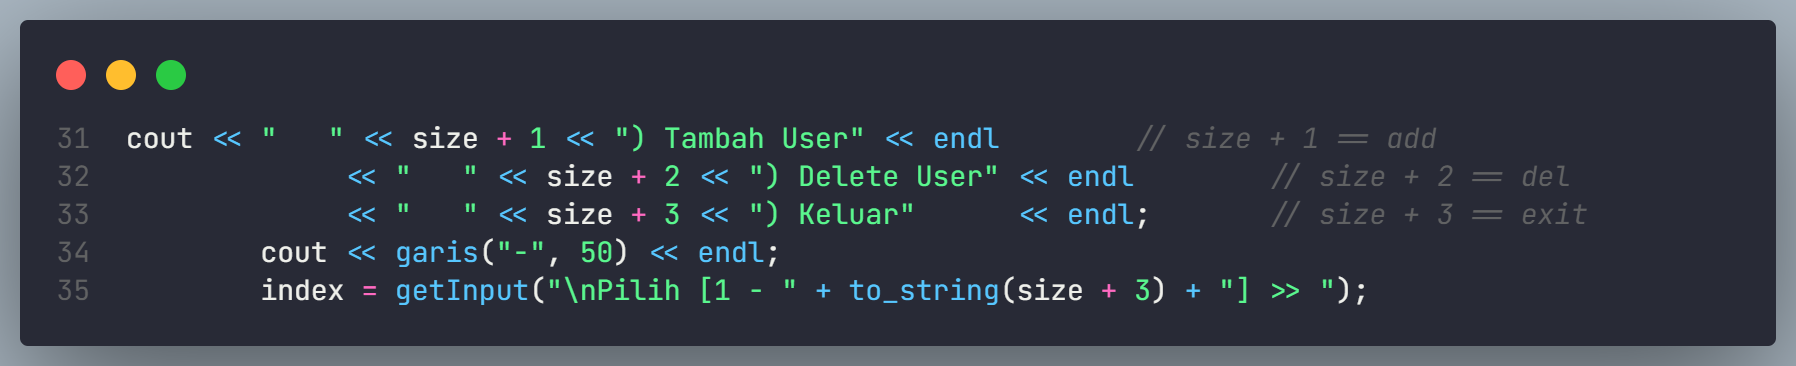 31 cout << "   " << size + 1 << ") Tambah User" << endl        // size + 1 == add
32              << "   " << size + 2 << ") Delete User" << endl        // size + 2 == del
33              << "   " << size + 3 << ") Keluar"      << endl;       // size + 3 == exit
34         cout << garis("-", 50) << endl;
35         index = getInput("\nPilih [1 - " + to_string(size + 3) + "] >> ");